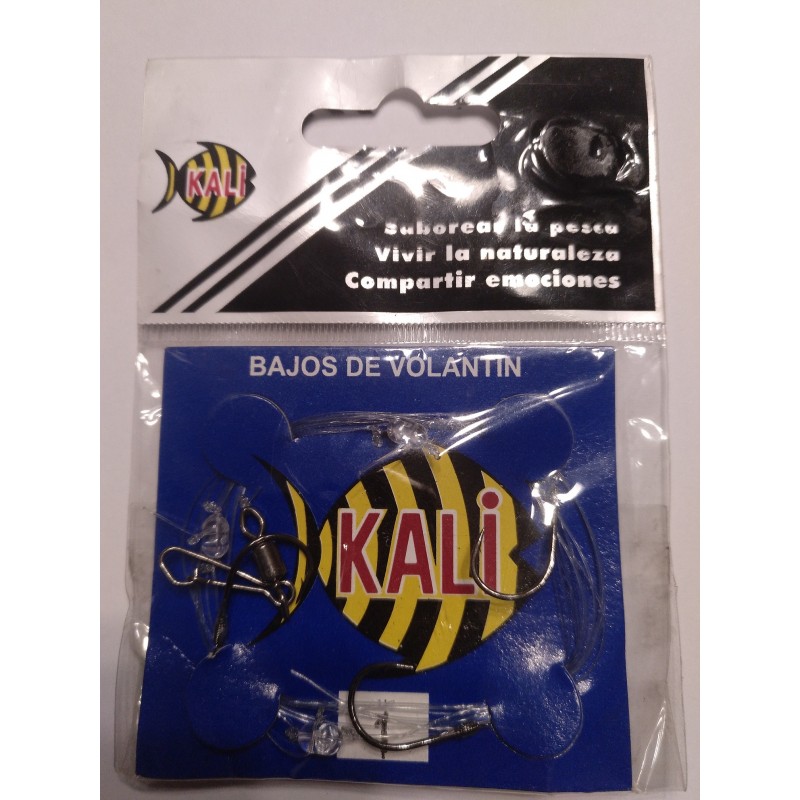 KALi
Saborear la pesca
Vivir la naturaleza
Compartir emociones
BAJOS DE VOLANTIN
KALi